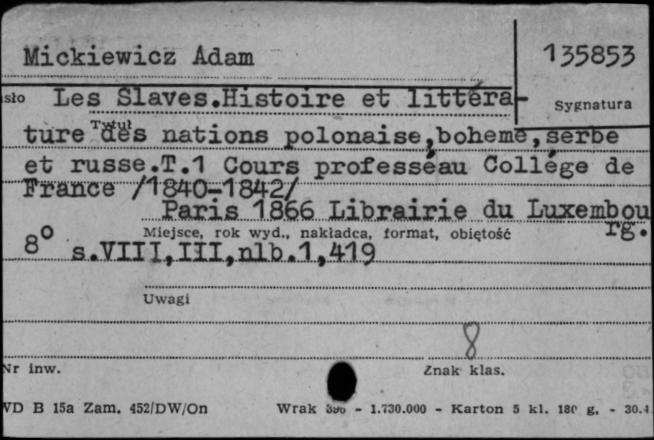 Mickiewicz Adam 135853
sło Les Slaves.Histoire et littéra- Sygnatura
ture Tytuł des nations polonaise,boheme,serbe
et russe.T.1 Cours professéau Collége de
France /1840-1842/
Paris 1866 Librairie du Luxembou
rg.
Miejsce, rok wyd., nakładca, format, objętość
8° s.VIII,III,nlb.1,419
Uwagi
8
Nr inw. Znak klas.
WD B 15a Zam. 452/DW/On Wrak - 1.730.000 - Karton 5 kl. 180 g. - 30.4